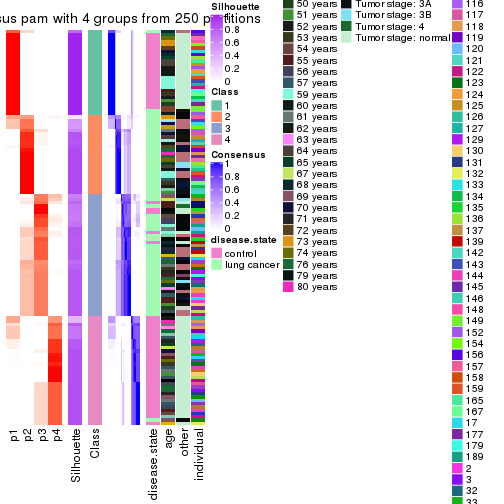 sus pam with 4 groups from 250 partitions
Silhouette
1
0.8
0.6
0.4
0.2
0
Class
1
2
3
4
Consensus
1
0.8
0.6
0.4
0.2
0
disease.state
control
lung cancer
50 years
51 years
52 years
53 years
54 years
55 years
56 years
57 years
59 years
60 years
61 years
62 years
63 years
64 years
65 years
67 years
68 years
69 years
70 years
71 years
72 years
73 years
74 years
76 years
79 years
80 years
Tumor stage: 3A
Tumor stage: 3B
Tumor stage: 4
Tumor stage: normal
116
117
118
119
120
121
122
123
124
125
126
127
129
130
131
132
133
134
135
136
139
142
143
144
145
146
148
149
152
154
156
157
158
159
165
167
17
177
179
189
2
3
32
33
p1
p2
p3
p4
Silhouette
Class
disease.state
age
other
individual